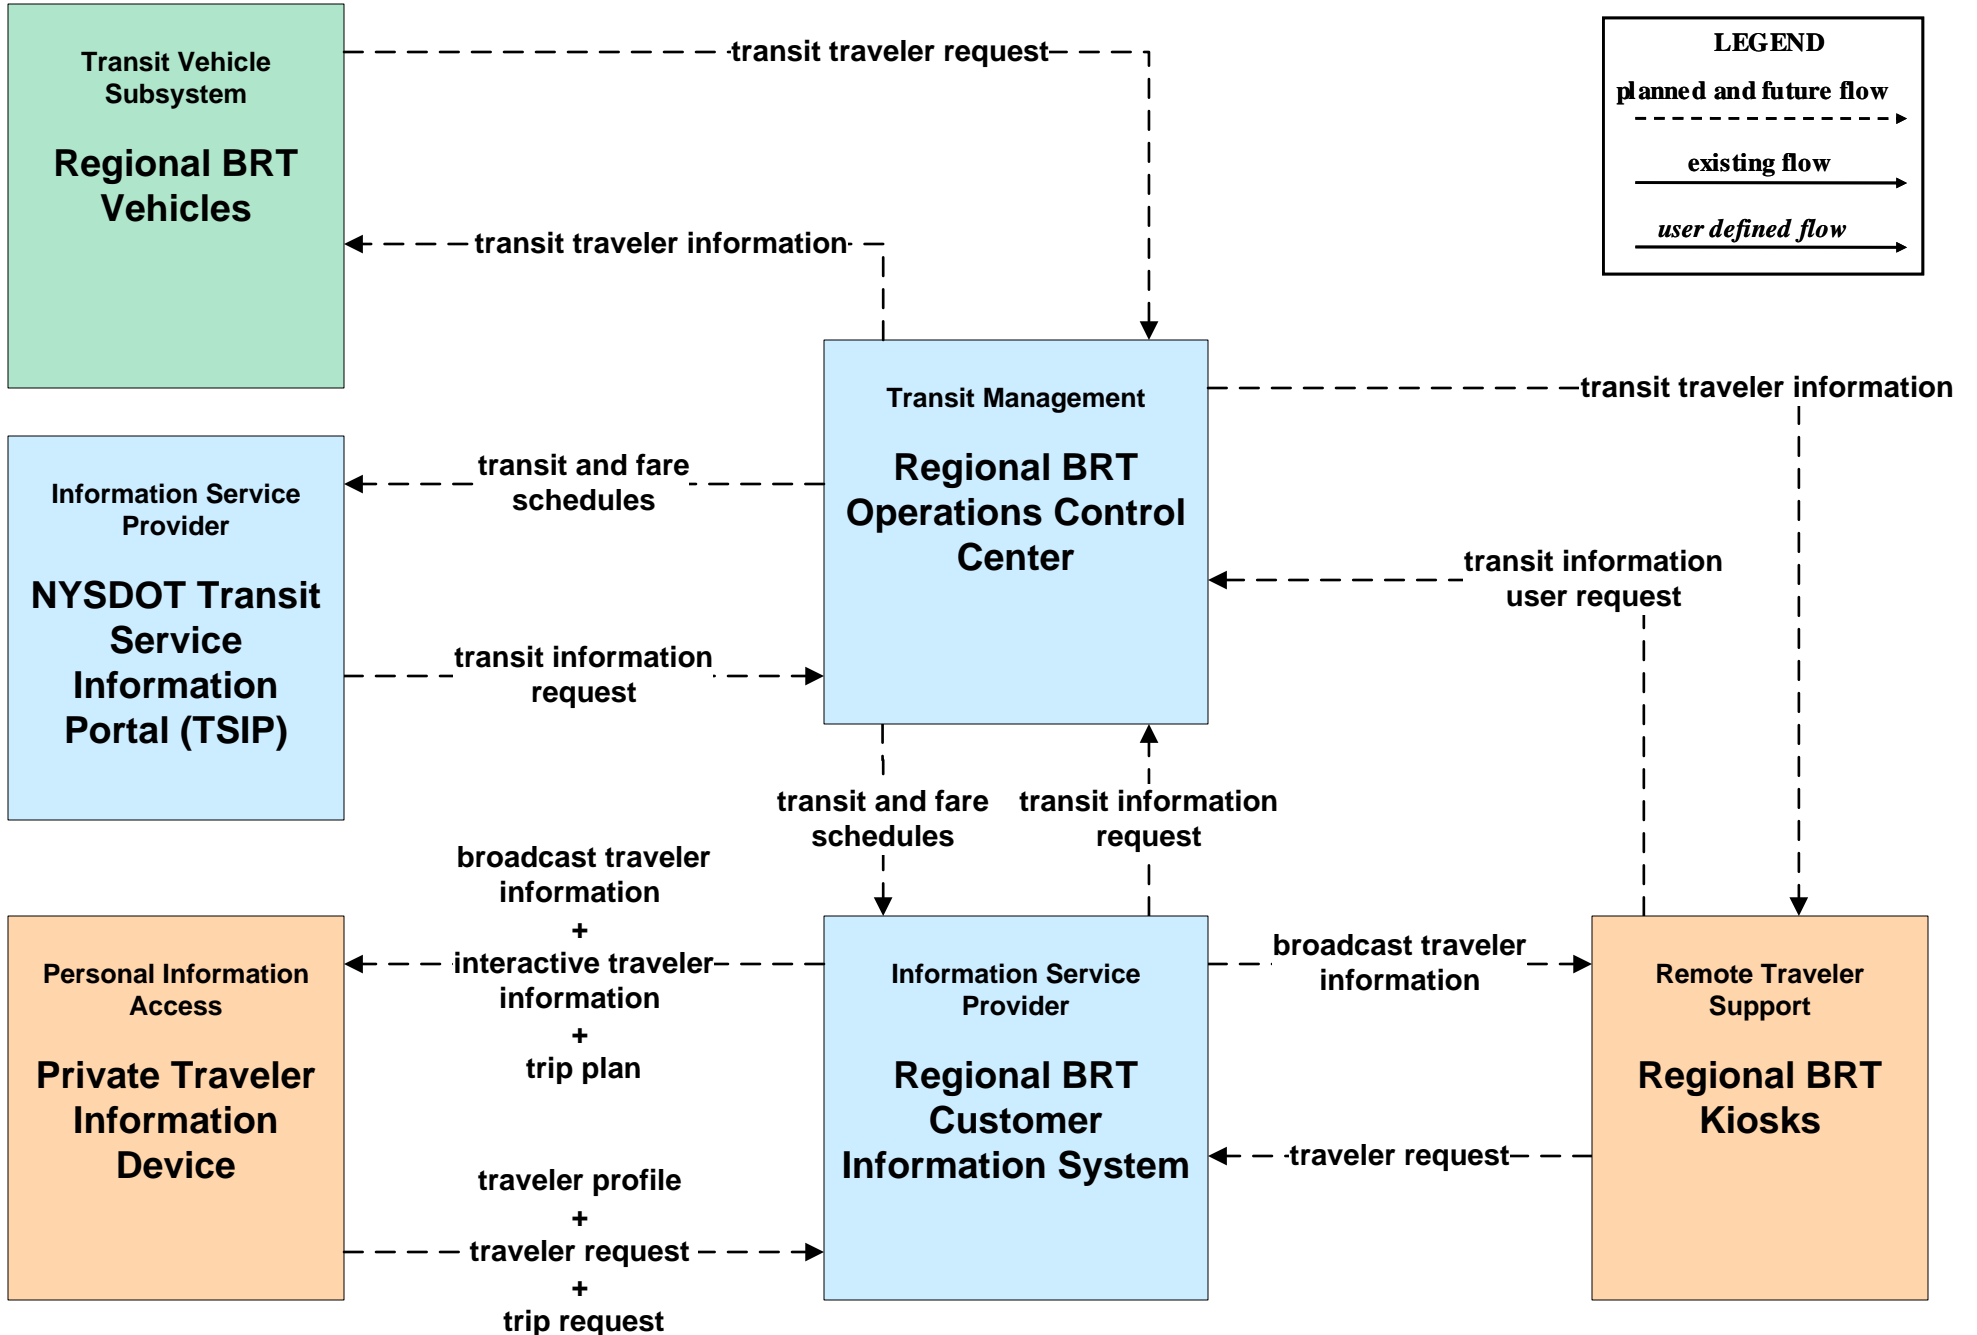 Transit Vehicle
Subsystem
Regional BRT
Vehicles
transit traveler request
transit traveler information
LEGEND
planned and future flow
existing flow
user defined flow
Transit Management
Regional BRT
Operations Control
Center
transit traveler information
transit and fare
schedules
Information Service
Provider
NYSDOT Transit
Service
Information
Portal (TSIP)
transit information
request
transit information
user request
transit and fare
schedules
transit information
request
broadcast traveler
information
+
interactive traveler
information
+
trip plan
Personal Information
Access
Private Traveler
Information
Device
traveler profile
+
traveler request
+
trip request
Information Service
Provider
Regional BRT
Customer
Information System
broadcast traveler
information
traveler request
Remote Traveler
Support
Regional BRT
Kiosks